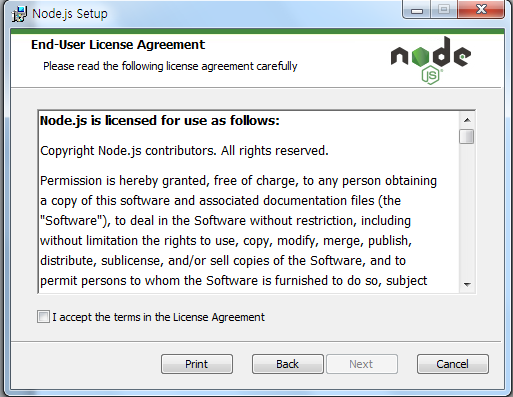 Node.js Setup
End-User License Agreement
Please read the following license agreement carefully
node
JS
Node.js is licensed for use as follows:
Copyright Node.js contributors. All rights reserved.
Permission is hereby granted, free of charge, to any person obtaining
a copy of this software and associated documentation files (the
"Software"), to deal in the Software without restriction, including
without limitation the rights to use, copy, modify, merge, publish,
distribute, sublicense, and/or sell copies of the Software, and to
permit persons to whom the Software is furnished to do so, subject
I accept the terms in the License Agreement
Print Back Next Cancel